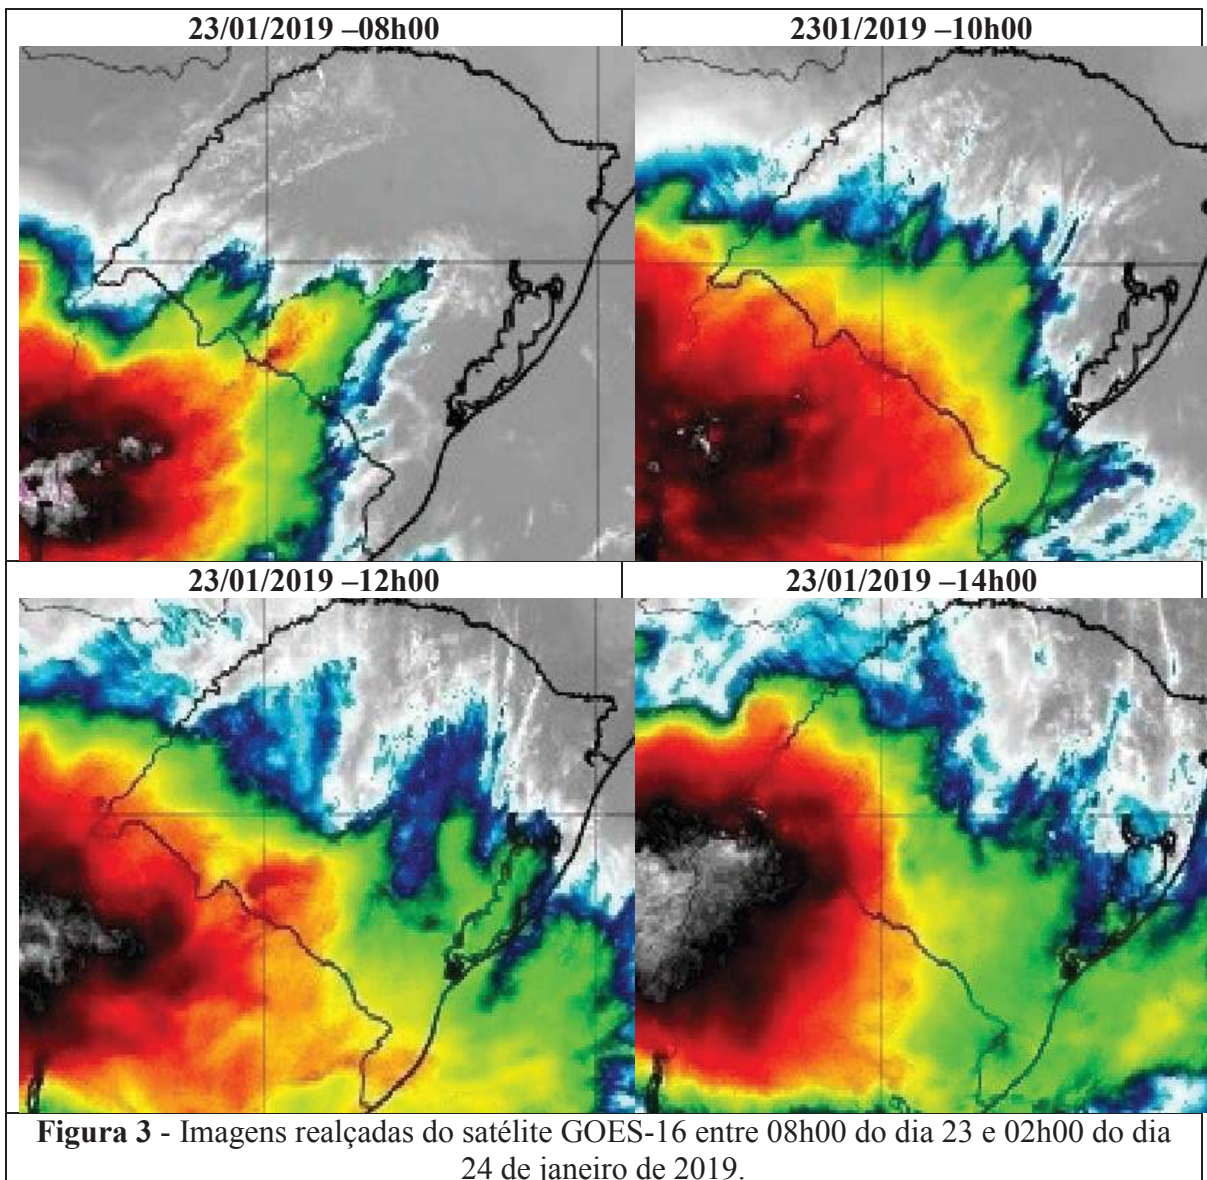 23/01/2019 –08h00
2301/2019 –10h00
23/01/2019 –12h00
23/01/2019 –14h00
Figura 3 - Imagens realçadas do satélite GOES-16 entre 08h00 do dia 23 e 02h00 do dia
24 de janeiro de 2019.